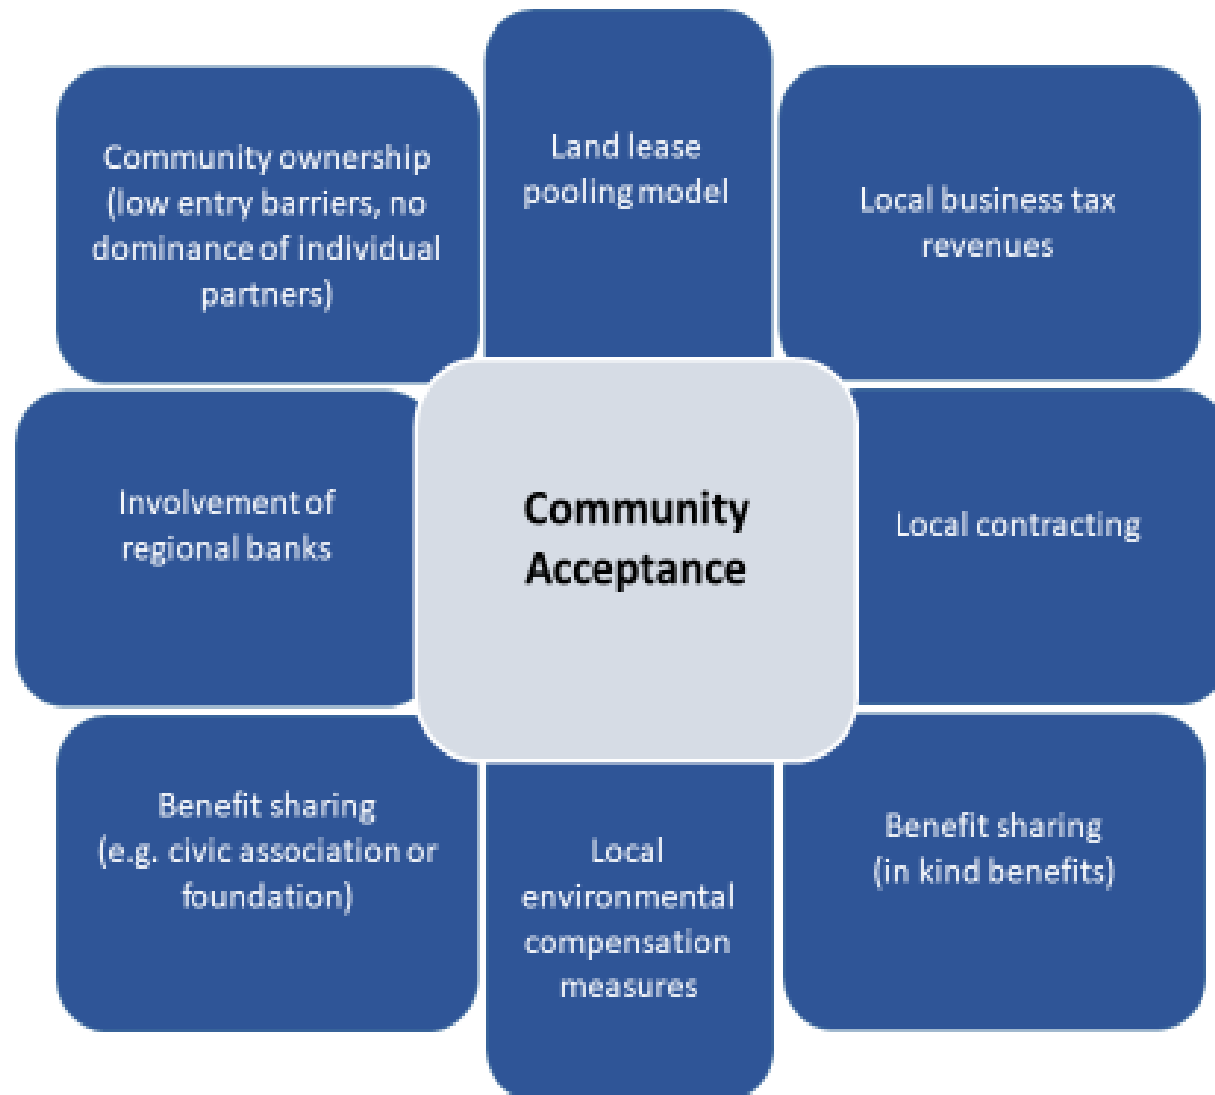 Community ownership
(low entry barriers, no
dominance of individual
partners)
Land lease
pooling model
Local business tax
revenues
Involvement of
regional banks
Community
Acceptance
Local contracting
Benefit sharing
(e.g. civic association or
foundation)
Local
environmental
compensation
measures
Benefit sharing
(in kind benefits)